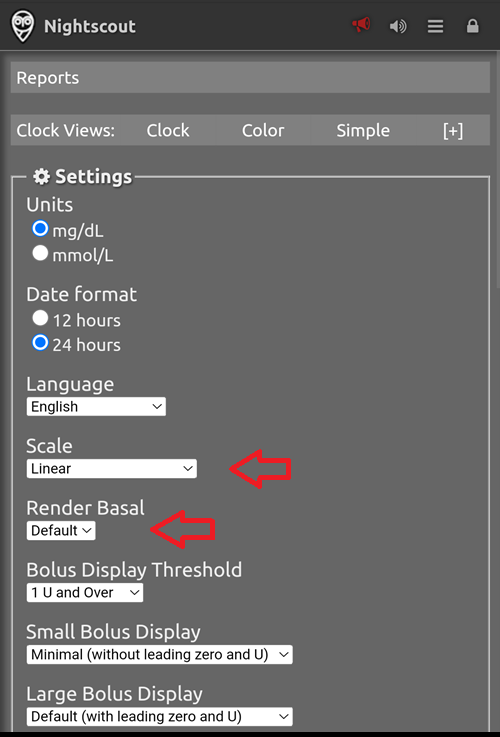 Nightscout
Reports
Clock Views: Clock Color Simple [+]
Settings
Units
mg/dL
mmol/L
Date format
12 hours
24 hours
Language
English
Scale
Linear
Render Basal
Default
Bolus Display Threshold
1 U and Over
Small Bolus Display
Minimal (without leading zero and U)
Large Bolus Display
Default (with leading zero and U)